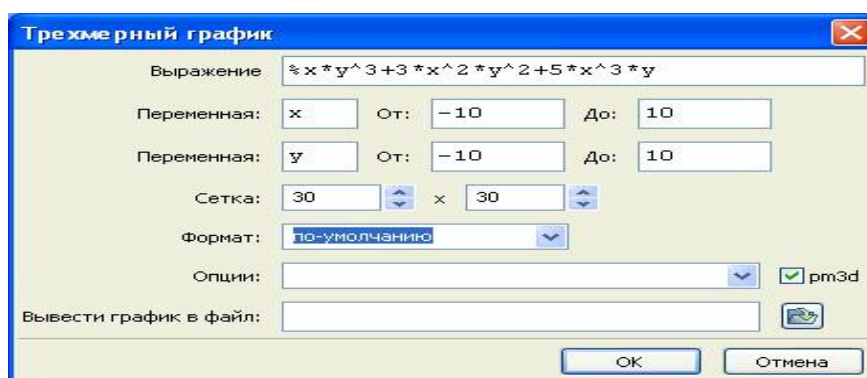 Трехмерный график
Выражение %x*y^3+3*x^2*y^2+5*x^3*y
Переменная: x От: -10 До: 10
Переменная: y От: -10 До: 10
Сетка: 30 x 30
Формат: по-умолчанию
Опции: pm3d
Вывести график в файл:
OK Отмена